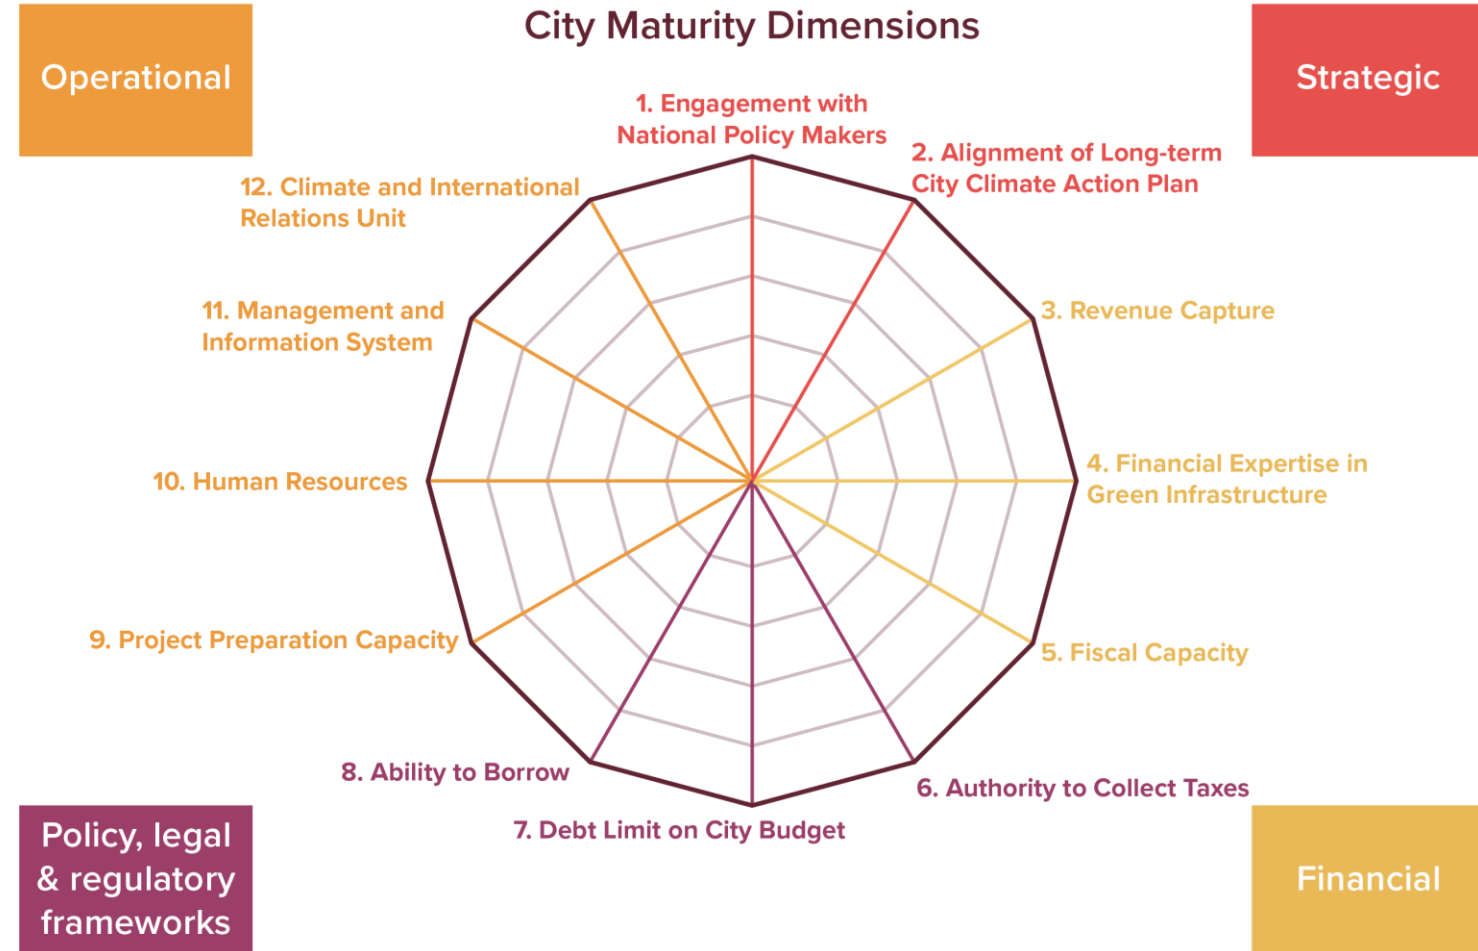 City Maturity Dimensions
Operational
Strategic
1. Engagement with
National Policy Makers
2. Alignment of Long-term
City Climate Action Plan
3. Revenue Capture
4. Financial Expertise in
Green Infrastructure
5. Fiscal Capacity
6. Authority to Collect Taxes
7. Debt Limit on City Budget
8. Ability to Borrow
9. Project Preparation Capacity
10. Human Resources
11. Management and
Information System
12. Climate and International
Relations Unit
Policy, legal
& regulatory
frameworks
Financial